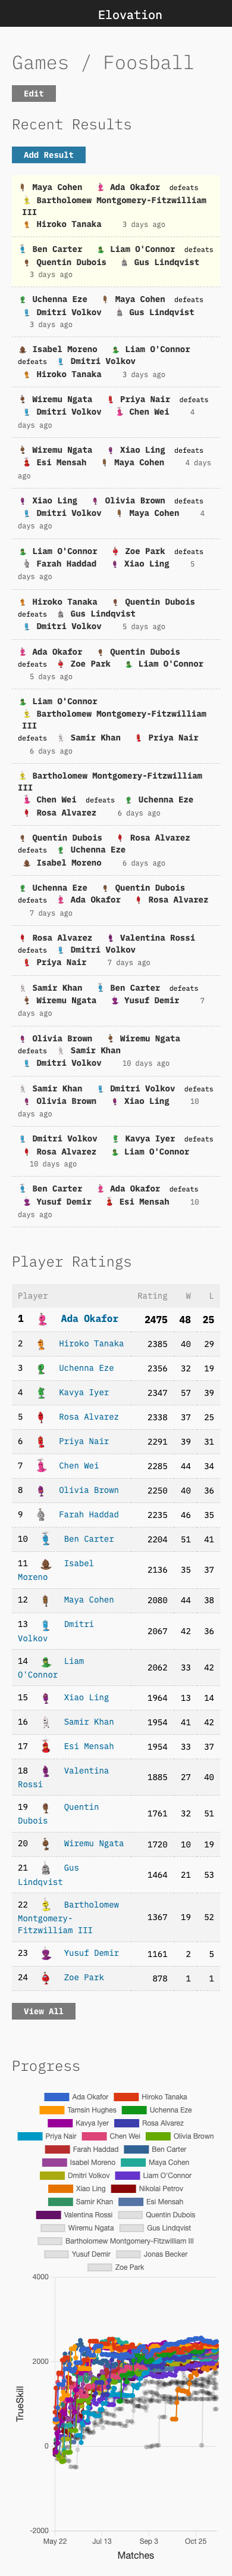 Elovation
Games / Foosball
Edit
Recent Results
Add Result
Maya Cohen Ada Okafor defeats
Bartholomew Montgomery-Fitzwilliam
III
Hiroko Tanaka 3 days ago
Ben Carter Liam O'Connor defeats
Quentin Dubois Gus Lindqvist
3 days ago
Uchenna Eze Maya Cohen defeats
Dmitri Volkov Gus Lindqvist
3 days ago
Isabel Moreno Liam O'Connor
defeats Dmitri Volkov
Hiroko Tanaka 3 days ago
Wiremu Ngata Priya Nair defeats
Dmitri Volkov Chen Wei 4
days ago
Wiremu Ngata Xiao Ling defeats
Esi Mensah Maya Cohen 4 days
ago
Xiao Ling Olivia Brown defeats
Dmitri Volkov Maya Cohen 4
days ago
Liam O'Connor Zoe Park defeats
Farah Haddad Xiao Ling 5
days ago
Hiroko Tanaka Quentin Dubois
defeats Gus Lindqvist
Dmitri Volkov 5 days ago
Ada Okafor Quentin Dubois
defeats Zoe Park Liam O'Connor
5 days ago
Liam O'Connor
Bartholomew Montgomery-Fitzwilliam
III
defeats Samir Khan Priya Nair
6 days ago
Bartholomew Montgomery-Fitzwilliam
III
Chen Wei defeats Uchenna Eze
Rosa Alvarez 6 days ago
Quentin Dubois Rosa Alvarez
defeats Uchenna Eze
Isabel Moreno 6 days ago
Uchenna Eze Quentin Dubois
defeats Ada Okafor Rosa Alvarez
7 days ago
Rosa Alvarez Valentina Rossi
defeats Dmitri Volkov
Priya Nair 7 days ago
Samir Khan Ben Carter defeats
Wiremu Ngata Yusuf Demir 7
days ago
Olivia Brown Wiremu Ngata
defeats Samir Khan
Dmitri Volkov 10 days ago
Samir Khan Dmitri Volkov defeats
Olivia Brown Xiao Ling 10
days ago
Dmitri Volkov Kavya Iyer defeats
Rosa Alvarez Liam O'Connor
10 days ago
Ben Carter Ada Okafor defeats
Yusuf Demir Esi Mensah 10
days ago
Player Ratings
Player Rating W L
1 Ada Okafor 2475 48 25
2 Hiroko Tanaka 2385 40 29
3 Uchenna Eze 2356 32 19
4 Kavya Iyer 2347 57 39
5 Rosa Alvarez 2338 37 25
6 Priya Nair 2291 39 31
7 Chen Wei 2285 44 34
8 Olivia Brown 2250 40 36
9 Farah Haddad 2235 46 35
10 Ben Carter 2204 51 41
11 Isabel
Moreno 2136 35 37
12 Maya Cohen 2080 44 38
13 Dmitri
Volkov 2067 42 36
14 Liam
O'Connor 2062 33 42
15 Xiao Ling 1964 13 14
16 Samir Khan 1954 41 42
17 Esi Mensah 1954 33 37
18 Valentina
Rossi 1885 27 40
19 Quentin
Dubois 1761 32 51
20 Wiremu Ngata 1720 10 19
21 Gus
Lindqvist 1464 21 53
22 Bartholomew
Montgomery-
Fitzwilliam III 1367 19 52
23 Yusuf Demir 1161 2 5
24 Zoe Park 878 1 1
View All
Progress
Ada Okafor Hiroko Tanaka
Tamsin Hughes Uchenna Eze
Kavya Iyer Rosa Alvarez
Priya Nair Chen Wei Olivia Brown
Farah Haddad Ben Carter
Isabel Moreno Maya Cohen
Dmitri Volkov Liam O'Connor
Xiao Ling Nikolai Petrov
Samir Khan Esi Mensah
Valentina Rossi Quentin Dubois
Wiremu Ngata Gus Lindqvist
Bartholomew Montgomery-Fitzwilliam III
Yusuf Demir Jonas Becker
Zoe Park
4000
2000
0
-2000
TrueSkill
May 22 Jul 13 Sep 3 Oct 25
Matches